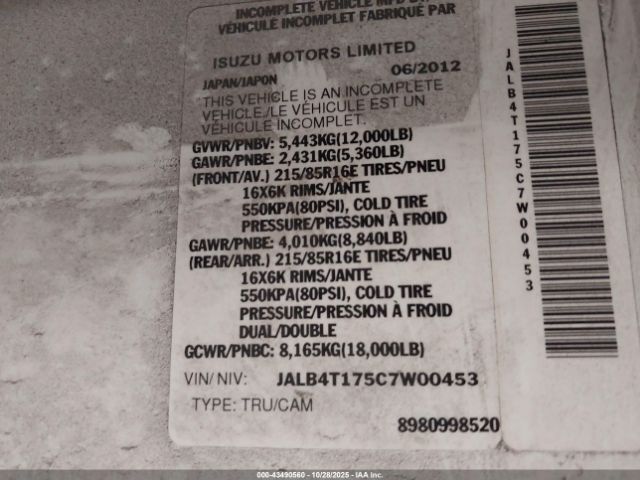 INCOMPLETE VEHICLE MFD
VÉHICULE INCOMPLET FABRIQUÉ PAR
ISUZU MOTORS LIMITED
JAPAN/JAPON 06/2012
THIS VEHICLE IS AN INCOMPLETE
VEHICLE./LE VÉHICULE EST UN
VÉHICULE INCOMPLET.
GVWR/PNBV: 5,443KG(12,000LB)
GAWR/PNBE: 2,431KG(5,360LB)
(FRONT/AV.) 215/85R16E TIRES/PNEU
16X6K RIMS/JANTE
550KPA(80PSI), COLD TIRE
PRESSURE/PRESSION À FROID
GAWR/PNBE: 4,010KG(8,840LB)
(REAR/ARR.) 215/85R16E TIRES/PNEU
16X6K RIMS/JANTE
550KPA(80PSI), COLD TIRE
PRESSURE/PRESSION À FROID
DUAL/DOUBLE
GCWR/PNBC: 8,165KG(18,000LB)
VIN/NIV: JALB4T175C7W00453
TYPE: TRU/CAM
8980998520
JALB4T175C7W00453
000-43490560 | 10/28/2025 | IAA Inc.